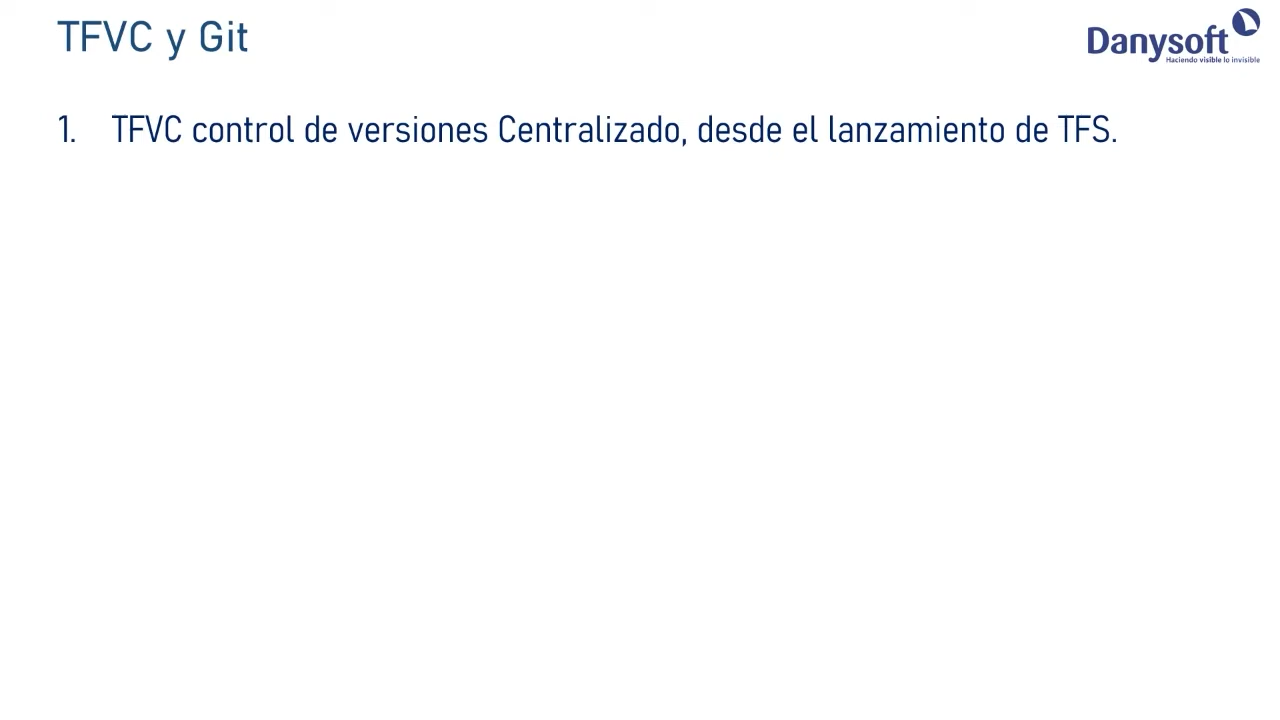 TFVC y Git
Danysoft
Haciendo visible lo invisible
1. TFVC control de versiones Centralizado, desde el lanzamiento de TFS.